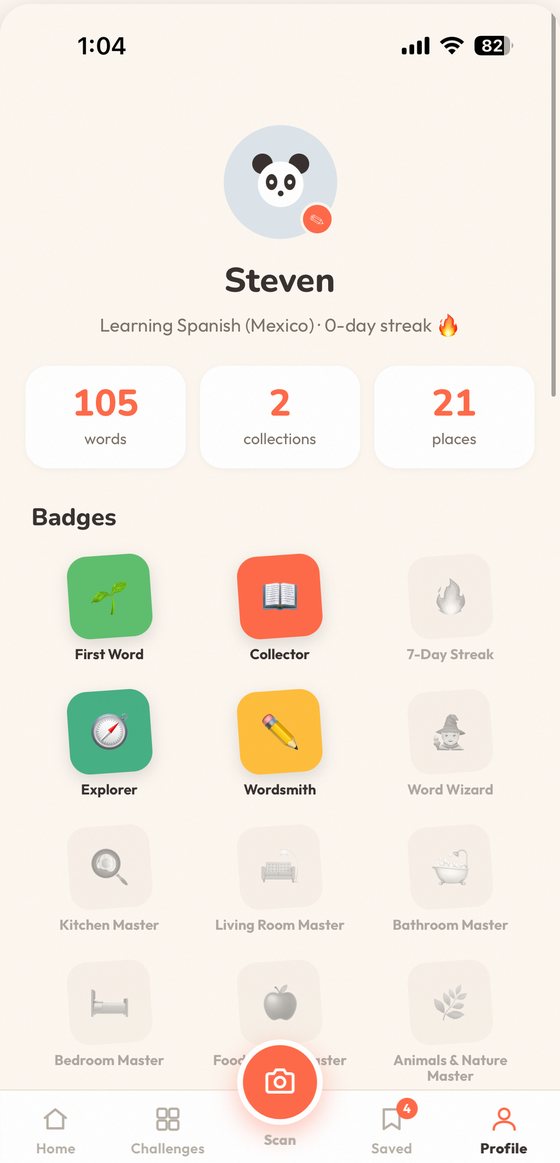 1:04
82
Steven
Learning Spanish (Mexico) · 0-day streak 🔥
105
words
2
collections
21
places
Badges
First Word
Collector
7-Day Streak
Explorer
Wordsmith
Word Wizard
Kitchen Master
Living Room Master
Bathroom Master
Bedroom Master
Animals & Nature
Master
Home
Challenges
Scan
4
Saved
Profile